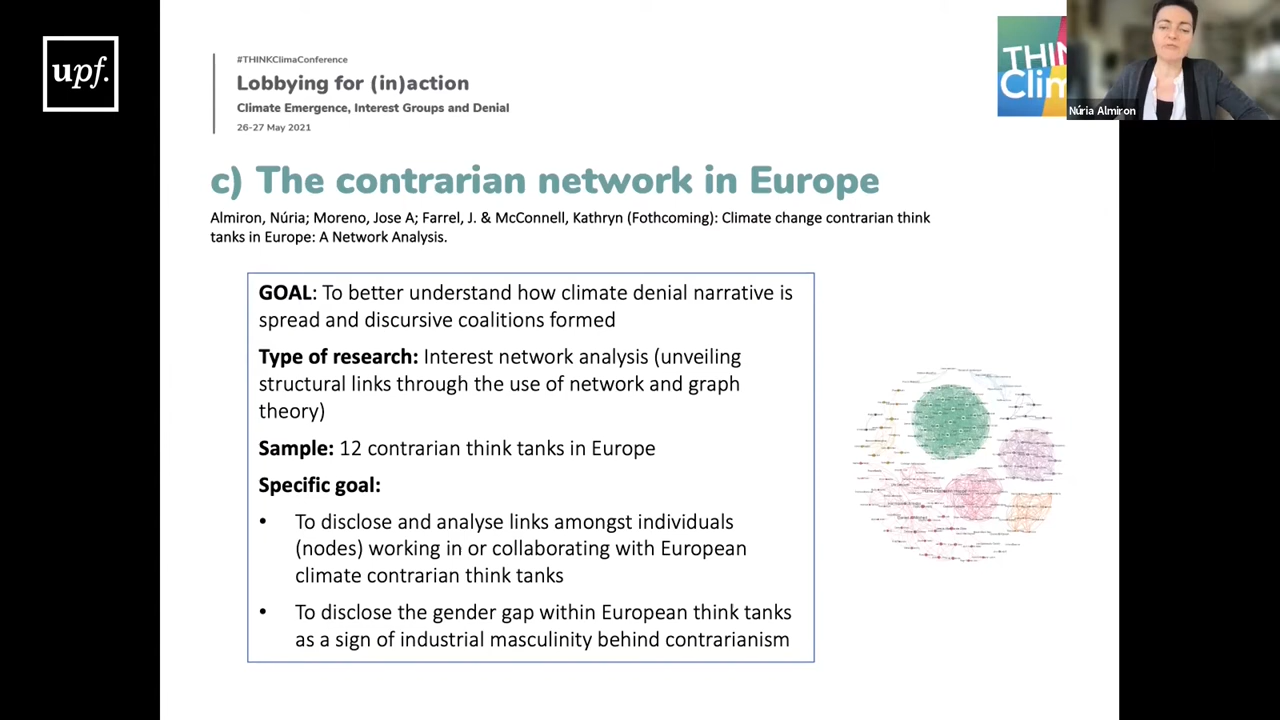 upf.
#THINKClimaConference
Lobbying for (in)action
Climate Emergence, Interest Groups and Denial
26-27 May 2021
THIN
Clim
Núria Almiron
c) The contrarian network in Europe
Almiron, Núria; Moreno, Jose A; Farrel, J. & McConnell, Kathryn (Fothcoming): Climate change contrarian think
tanks in Europe: A Network Analysis.
GOAL: To better understand how climate denial narrative is
spread and discursive coalitions formed
Type of research: Interest network analysis (unveiling
structural links through the use of network and graph
theory)
Sample: 12 contrarian think tanks in Europe
Specific goal:
• To disclose and analyse links amongst individuals
(nodes) working in or collaborating with European
climate contrarian think tanks
• To disclose the gender gap within European think tanks
as a sign of industrial masculinity behind contrarianism